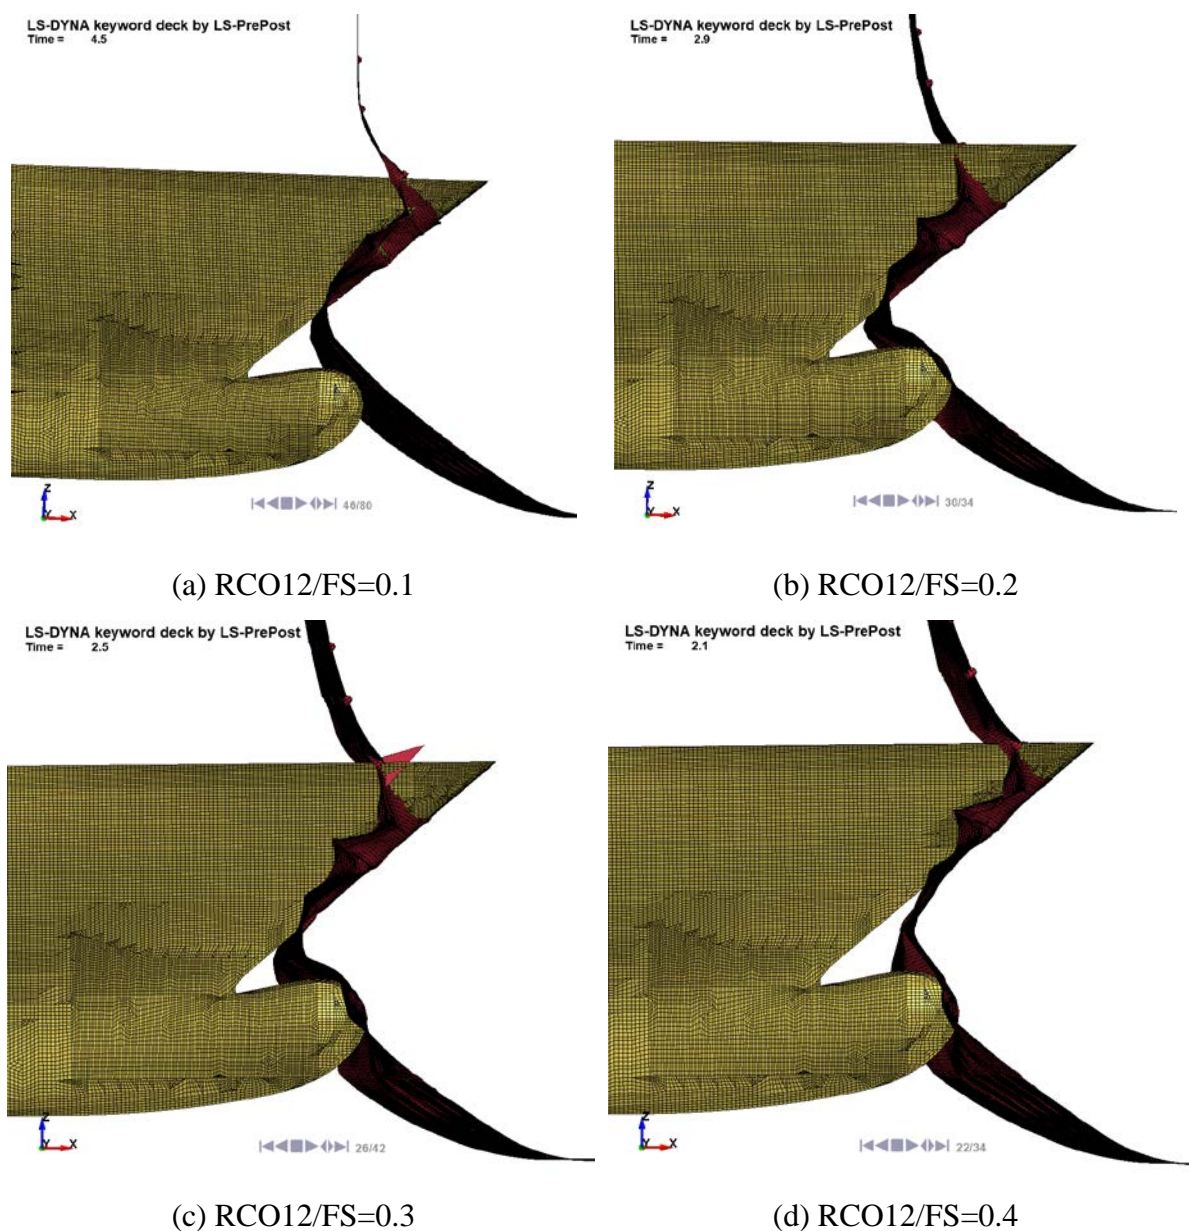 LS-DYNA keyword deck by LS-PrePost
Time = 4.5
Z
Y
X
46/80
(a) RCO12/FS=0.1
LS-DYNA keyword deck by LS-PrePost
Time = 2.9
Z
Y
X
30/34
(b) RCO12/FS=0.2
LS-DYNA keyword deck by LS-PrePost
Time = 2.5
Z
Y
X
26/42
(c) RCO12/FS=0.3
LS-DYNA keyword deck by LS-PrePost
Time = 2.1
Z
Y
X
22/34
(d) RCO12/FS=0.4